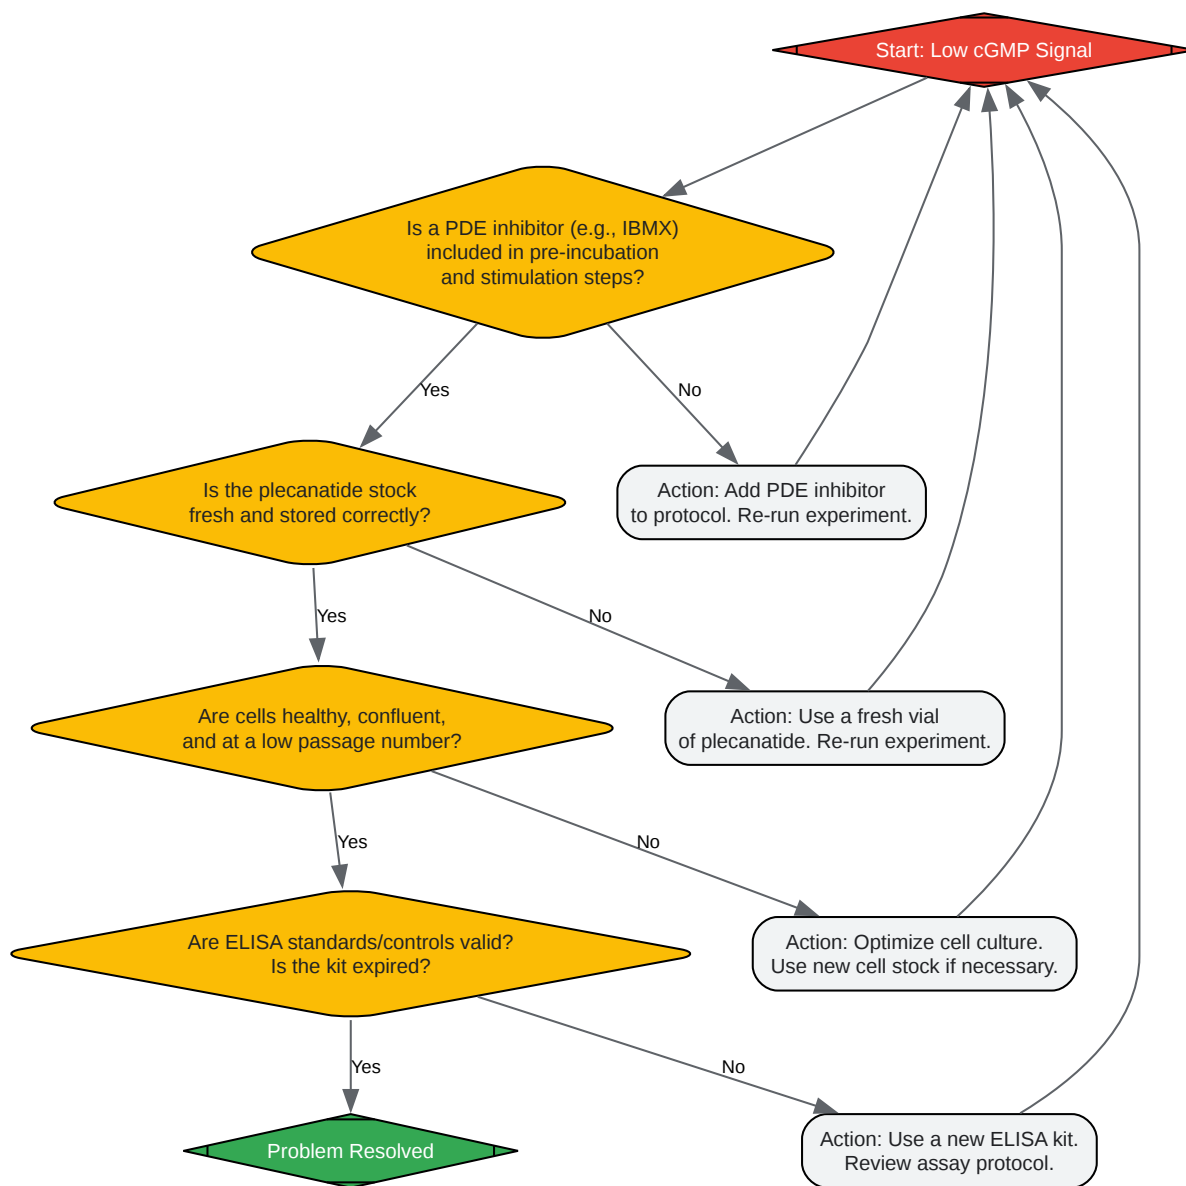 Start: Low cGMP Signal
Is a PDE inhibitor (e.g., IBMX)
included in pre-incubation
and stimulation steps?
Yes
No
Is the plecanatide stock
fresh and stored correctly?
Action: Add PDE inhibitor
to protocol. Re-run experiment.
Yes
No
Are cells healthy, confluent,
and at a low passage number?
Action: Use a fresh vial
of plecanatide. Re-run experiment.
Yes
No
Are ELISA standards/controls valid?
Is the kit expired?
Action: Optimize cell culture.
Use new cell stock if necessary.
Yes
No
Problem Resolved
Action: Use a new ELISA kit.
Review assay protocol.